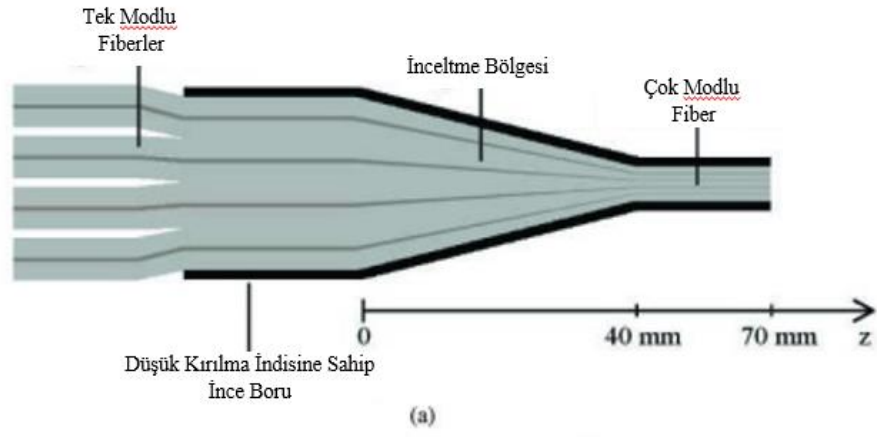 Tek Modlu
Fiberler
İnceltme Bölgesi
Çok Modlu
Fiber
0
40 mm
70 mm
z
Düşük Kırılma İndisine Sahip
İnce Boru
(a)